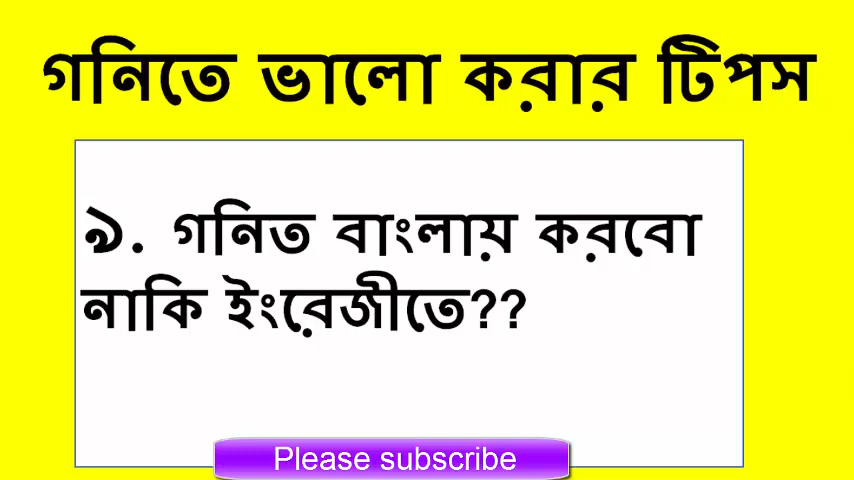 গনিতে ভালো করার টিপস
৯. গনিত বাংলায় করবো
নাকি ইংরেজীতে??
Please subscribe